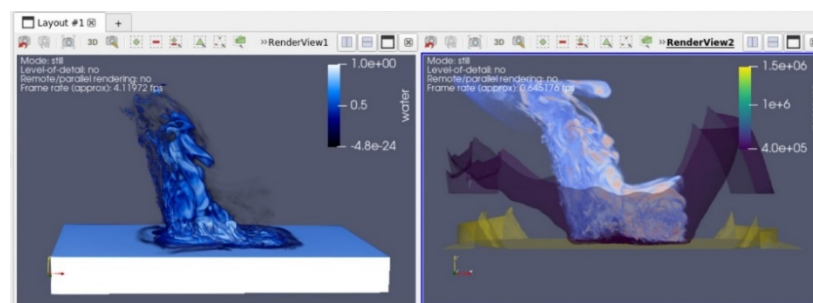 Layout #1
+
3D
»RenderView1
3D
»RenderView2
Mode: still
Level-of-detail: no
Remote/parallel rendering: no
Frame rate (approx): 4.11972 fps
1.0e+00
0.5
-4.8e-24
water
Mode: still
Level-of-detail: no
Remote/parallel rendering: no
Frame rate (approx): 0.645176 fps
1.5e+06
1e+6
4.0e+05